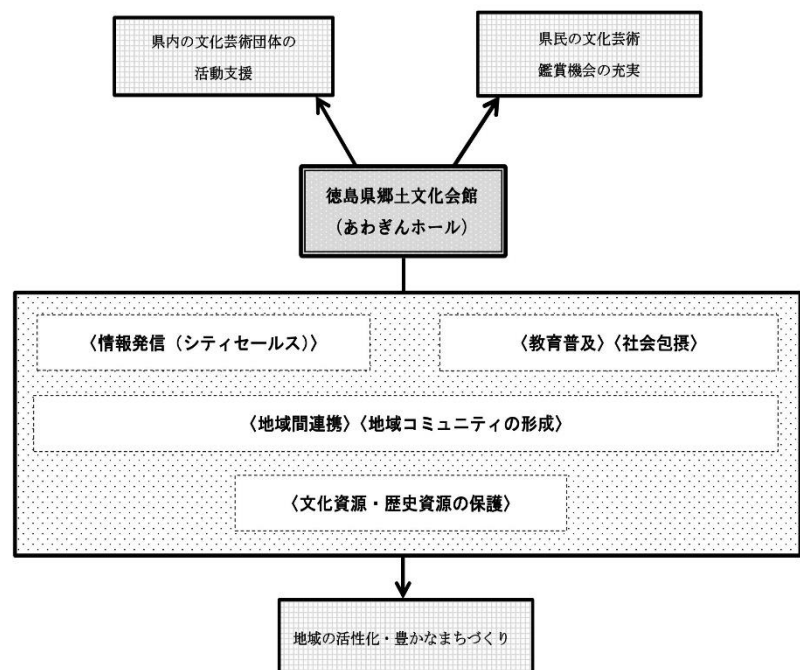 県内の文化芸術団体の
活動支援
県民の文化芸術
鑑賞機会の充実
徳島県郷土文化会館
（あわぎんホール）
〈情報発信（シティセールス）〉
〈教育普及〉〈社会包摂〉
〈地域間連携〉〈地域コミュニティの形成〉
〈文化資源・歴史資源の保護〉
地域の活性化・豊かなまちづくり